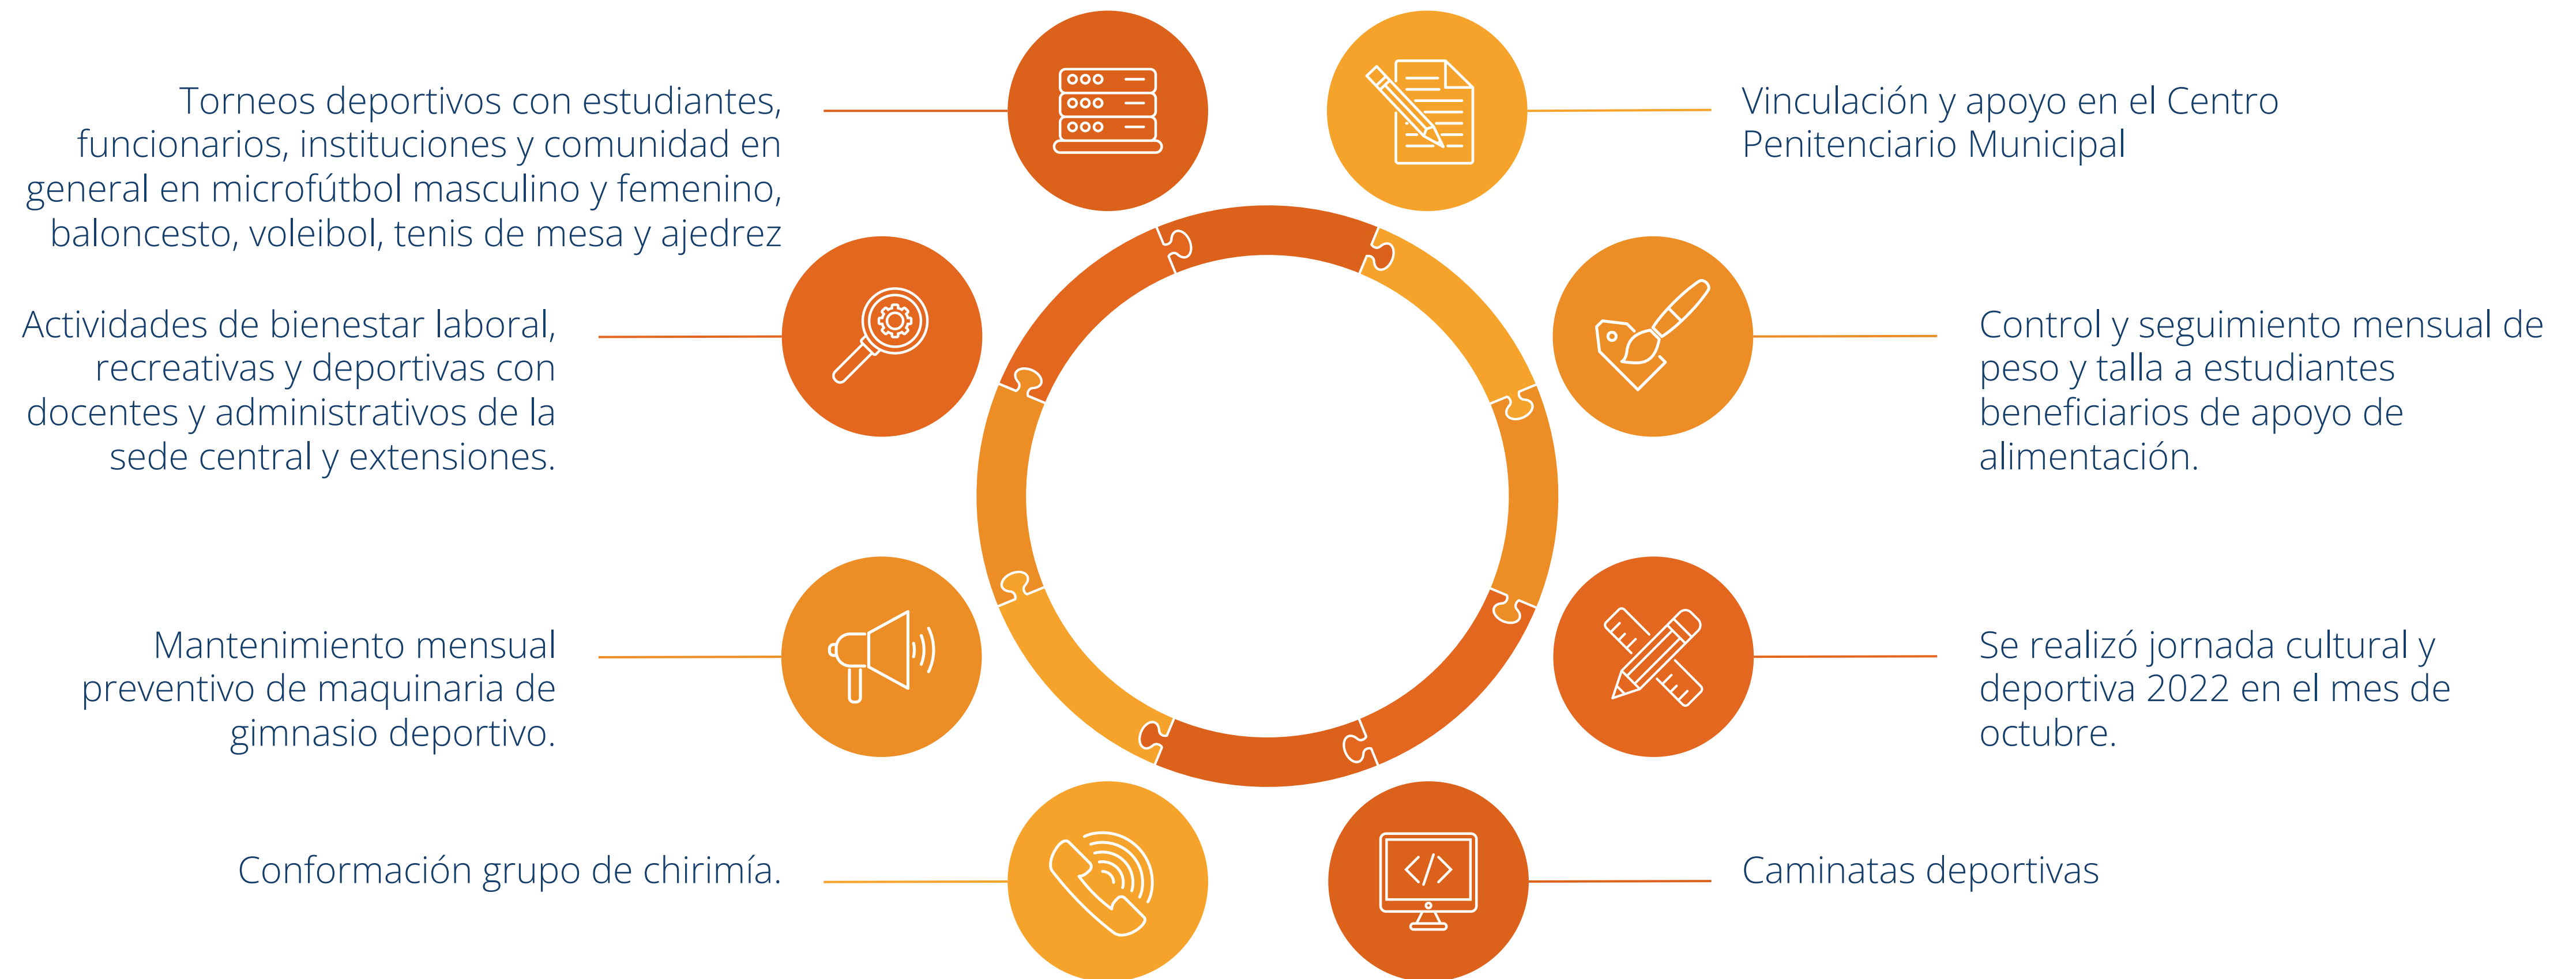 Torneos deportivos con estudiantes,
funcionarios, instituciones y comunidad en
general en microfútbol masculino y femenino,
baloncesto, voleibol, tenis de mesa y ajedrez
Actividades de bienestar laboral,
recreativas y deportivas con
docentes y administrativos de la
sede central y extensiones.
Mantenimiento mensual
preventivo de maquinaria de
gimnasio deportivo.
Conformación grupo de chirimía.
Vinculación y apoyo en el Centro
Penitenciario Municipal
Control y seguimiento mensual de
peso y talla a estudiantes
beneficiarios de apoyo de
alimentación.
Se realizó jornada cultural y
deportiva 2022 en el mes de
octubre.
Caminatas deportivas